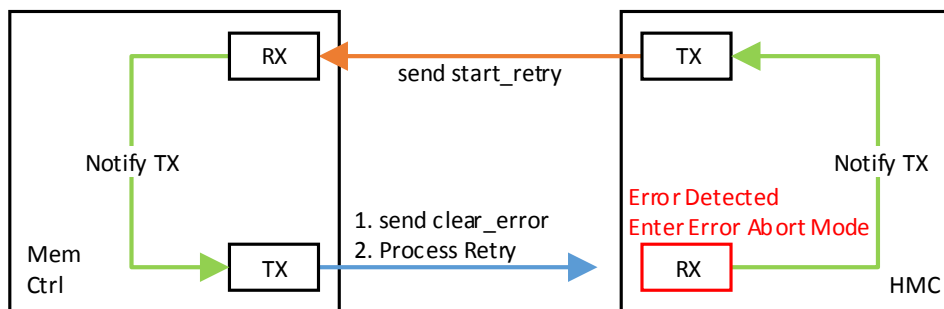 RX
send start_retry
TX
Notify TX
Notify TX
Error Detected
Enter Error Abort Mode
1. send clear_error
2. Process Retry
Mem
Ctrl
TX
RX
HMC